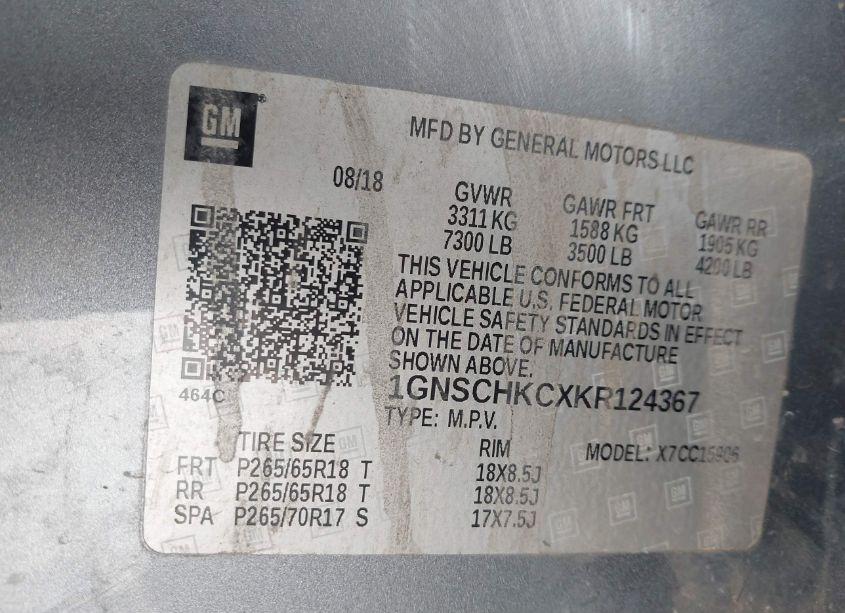 GM
MFD BY GENERAL MOTORS LLC
08/18
GVWR GAWR FRT GAWR RR
3311 KG 1588 KG 1905 KG
7300 LB 3500 LB 4200 LB
THIS VEHICLE CONFORMS TO ALL
APPLICABLE U.S. FEDERAL MOTOR
VEHICLE SAFETY STANDARDS IN EFFECT
ON THE DATE OF MANUFACTURE
SHOWN ABOVE.
464C
1GNSCHKCXKR124367
TYPE: M.P.V.
MODEL: X7CC15906
TIRE SIZE RIM
FRT P265/65R18 T 18X8.5J
RR P265/65R18 T 18X8.5J
SPA P265/70R17 S 17X7.5J